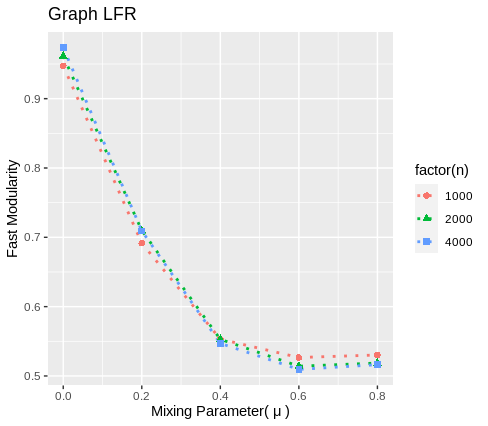 Graph LFR
Fast Modularity
0.9
0.8
0.7
0.6
0.5
0.0 0.2 0.4 0.6 0.8
Mixing Parameter( μ )
factor(n)
1000
2000
4000